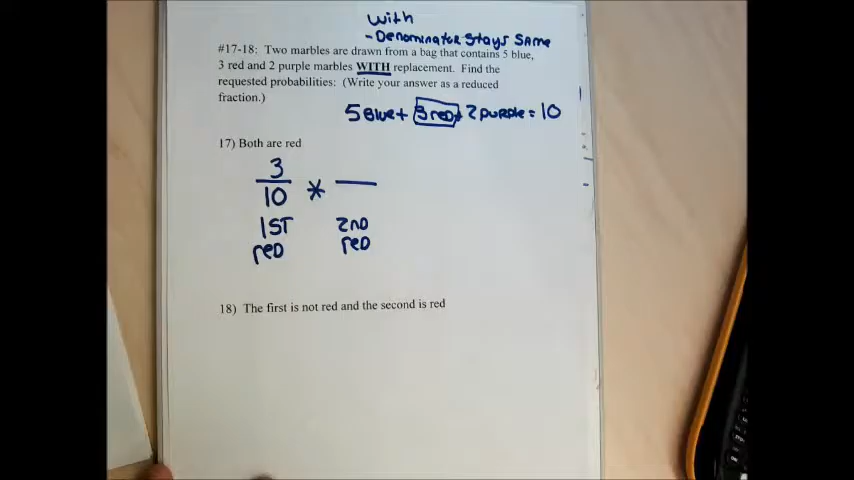 With
- Denominator Stays Same
#17-18: Two marbles are drawn from a bag that contains 5 blue,
3 red and 2 purple marbles WITH replacement. Find the
requested probabilities: (Write your answer as a reduced
fraction.)
5 Blue + 3 red + 2 purple = 10
17) Both are red
3
10 *
1ST 2ND
red red
18) The first is not red and the second is red